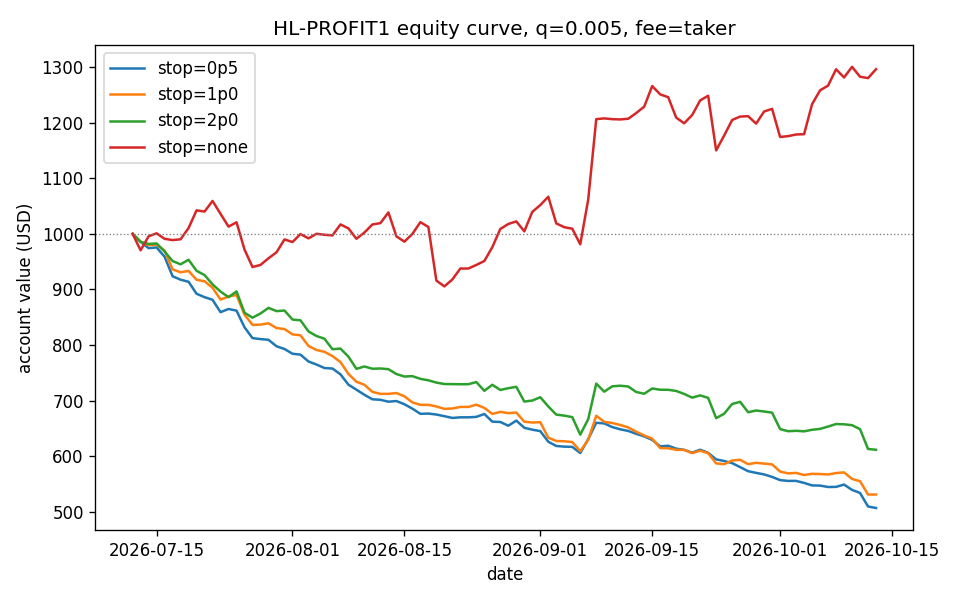 HL-PROFIT1 equity curve, q=0.005, fee=taker
stop=0p5
stop=1p0
stop=2p0
stop=none
account value (USD)
1300
1200
1100
1000
900
800
700
600
500
2026-07-15 2026-08-01 2026-08-15 2026-09-01 2026-09-15 2026-10-01 2026-10-15
date